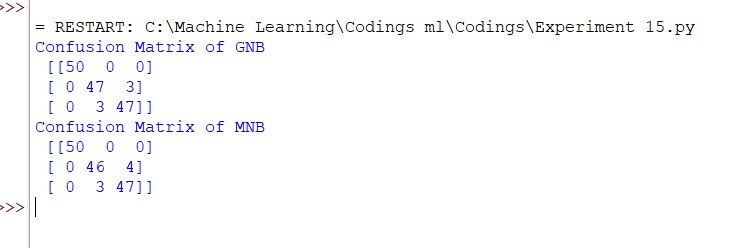 >>>
= RESTART: C:\Machine Learning\Codings ml\Codings\Experiment 15.py
Confusion Matrix of GNB
 [[50  0  0]
 [ 0 47  3]
 [ 0  3 47]]
Confusion Matrix of MNB
 [[50  0  0]
 [ 0 46  4]
 [ 0  3 47]]
>>>